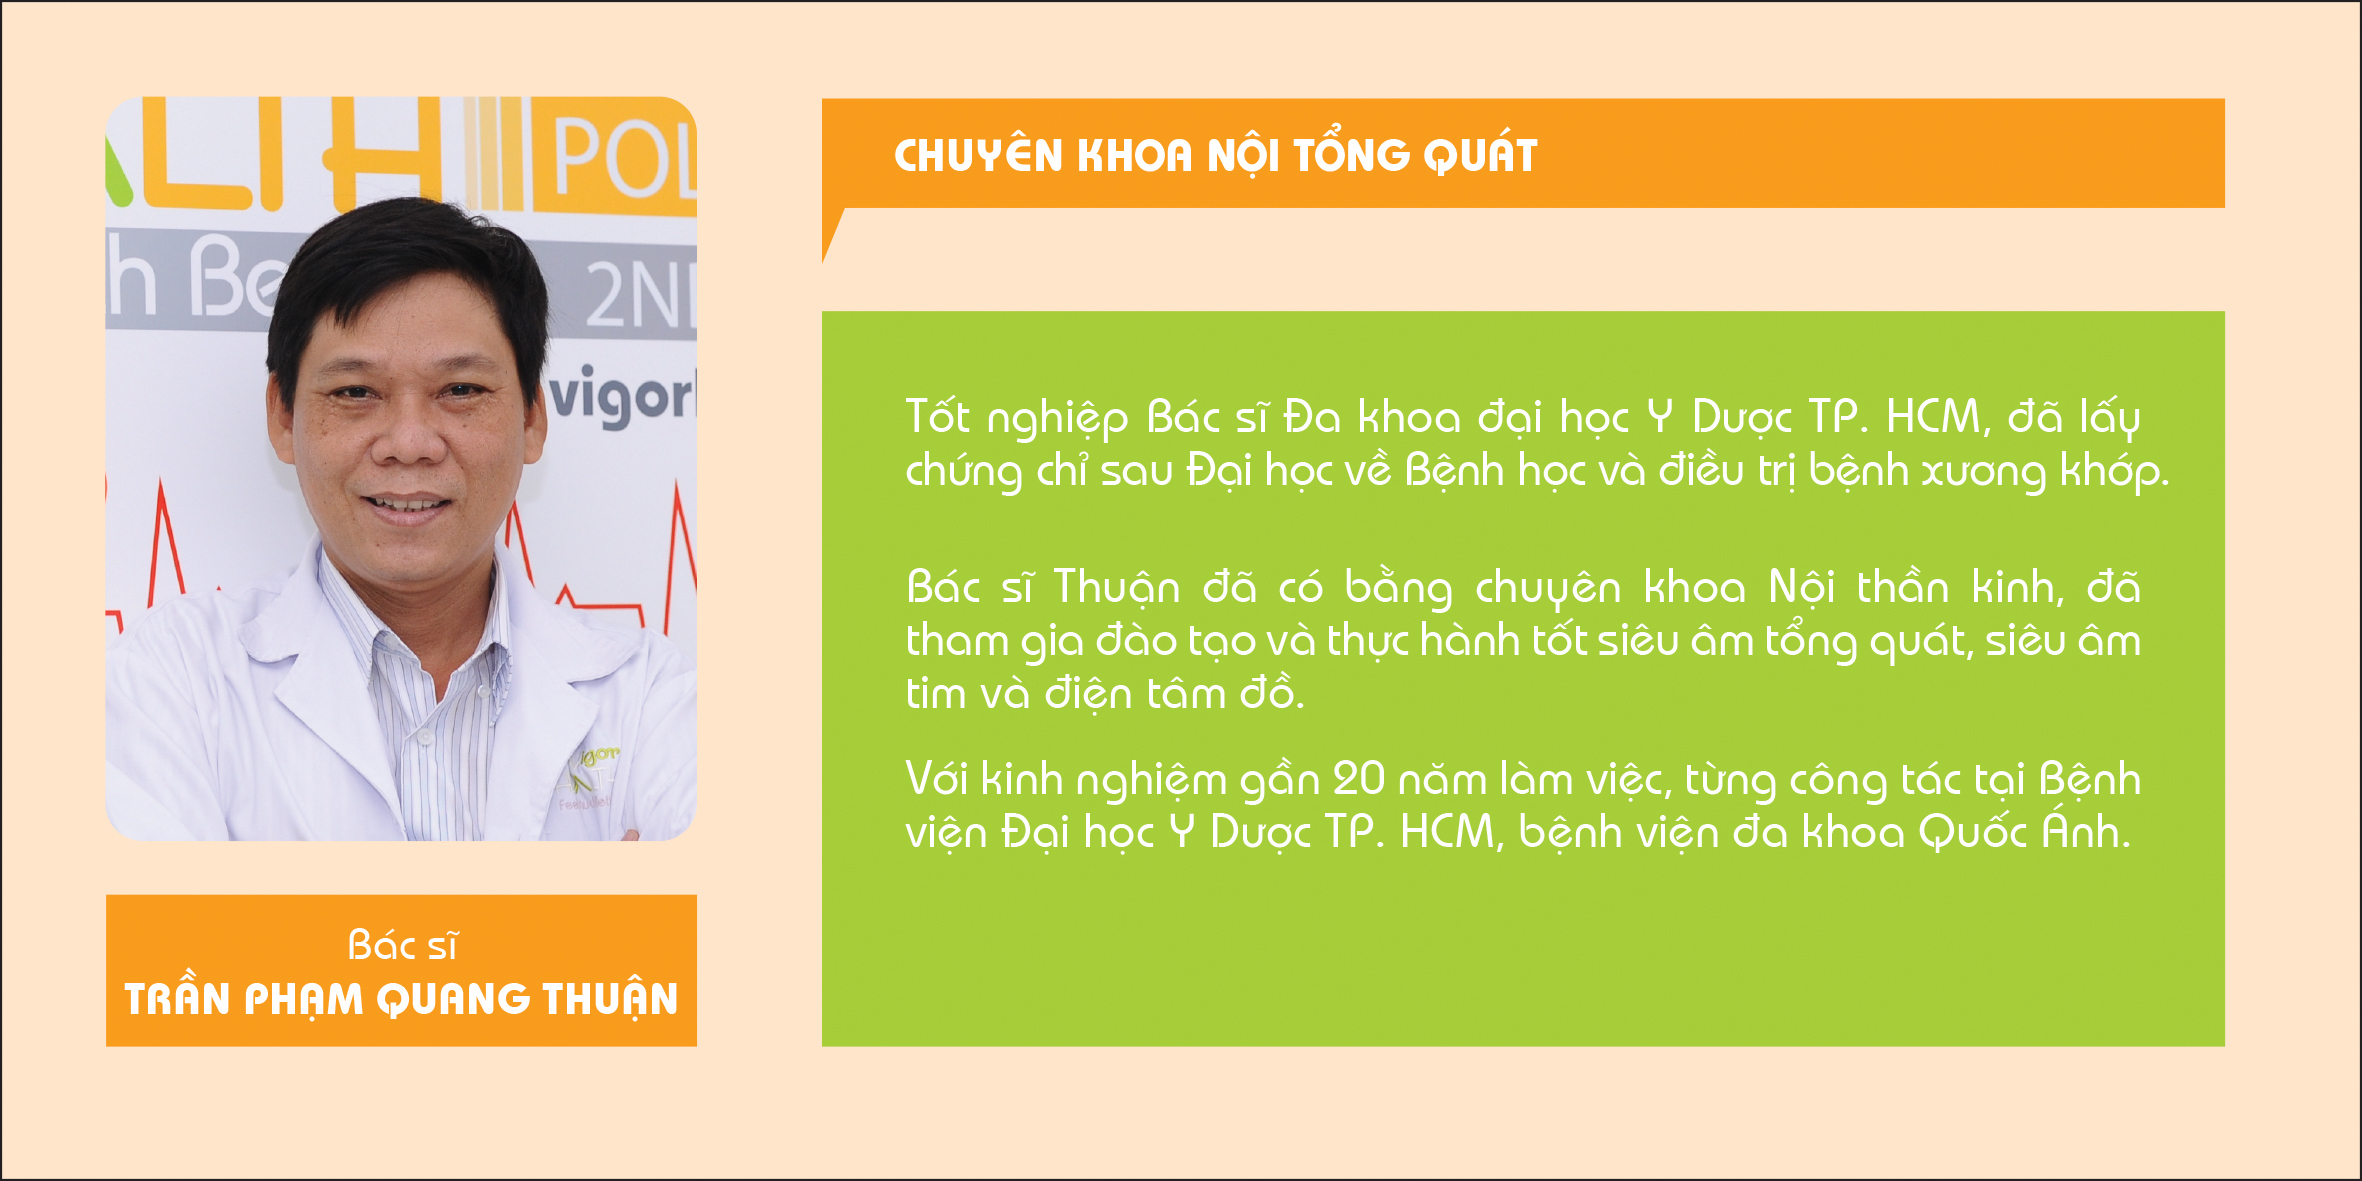 ALTH
POL
h Be
2N
vigor
vigor
Bác sĩ
TRẦN PHẠM QUANG THUẬN
CHUYÊN KHOA NỘI TỔNG QUÁT
Tốt nghiệp Bác sĩ Đa khoa đại học Y Dược TP. HCM, đã lấy
chứng chỉ sau Đại học về Bệnh học và điều trị bệnh xương khớp.
Bác sĩ Thuận đã có bằng chuyên khoa Nội thần kinh, đã
tham gia đào tạo và thực hành tốt siêu âm tổng quát, siêu âm
tim và điện tâm đồ.
Với kinh nghiệm gần 20 năm làm việc, từng công tác tại Bệnh
viện Đại học Y Dược TP. HCM, bệnh viện đa khoa Quốc Ánh.